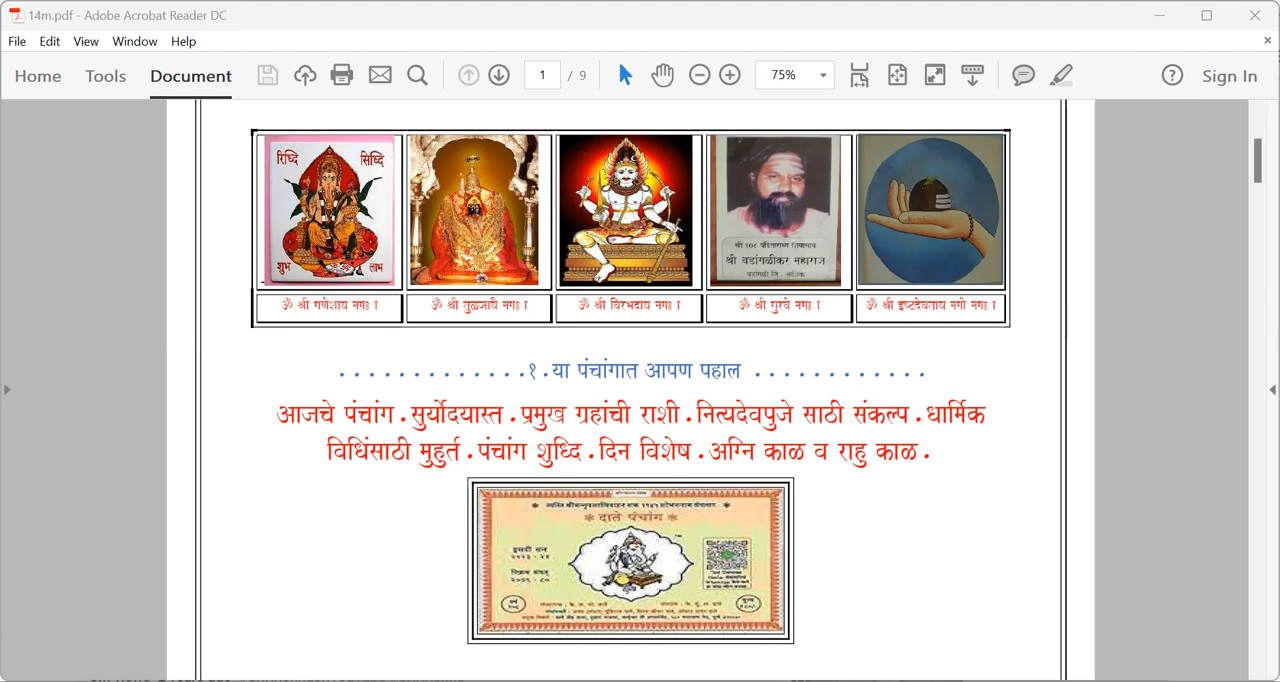 14m.pdf - Adobe Acrobat Reader DC
File Edit View Window Help
Home Tools Document 1 / 9 75% Sign In
रिध्दि सिध्दि
शुभ लाभ
श्री वडांगळीकर महाराज
ॐ श्री गणेशाय नमः। ॐ श्री तुळजायै नमः। ॐ श्री विरभद्राय नमः। ॐ श्री गुरवे नमः। ॐ श्री इष्टदेवताय नमो नमः।
.............१.या पंचांगात आपण पहाल ............
आजचे पंचांग.सुर्योदयास्त.प्रमुख ग्रहांची राशी.नित्यदेवपुजे साठी संकल्प.धार्मिक
विधिंसाठी मुहुर्त.पंचांग शुध्दि.दिन विशेष.अग्नि काळ व राहु काळ.
दाते पंचांग